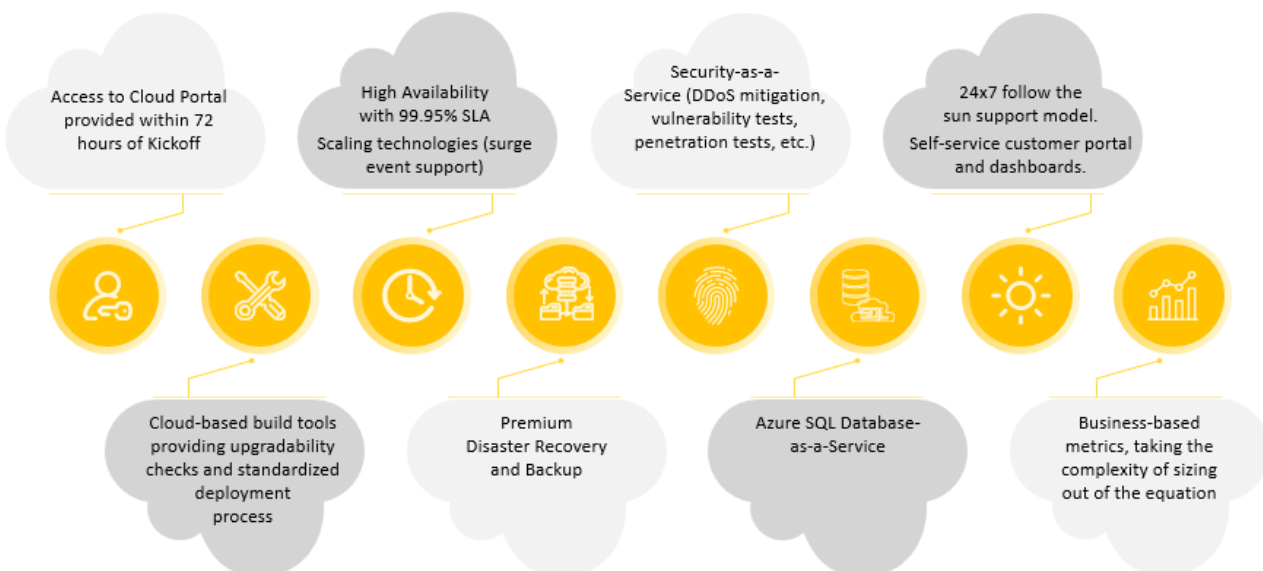 Access to Cloud Portal
provided within 72
hours of Kickoff
High Availability
with 99.95% SLA
Scaling technologies (surge
event support)
Security-as-a-
Service (DDoS mitigation,
vulnerability tests,
penetration tests, etc.)
24x7 follow the
sun support model.
Self-service customer portal
and dashboards.
Cloud-based build tools
providing upgradability
checks and standardized
deployment
process
Premium
Disaster Recovery
and Backup
Azure SQL Database-
as-a-Service
Business-based
metrics, taking the
complexity of sizing
out of the equation